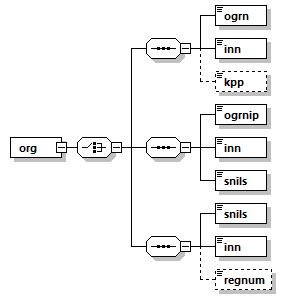 ogrn
inn
kpp
ogrnip
org
inn
snils
snils
inn
regnum